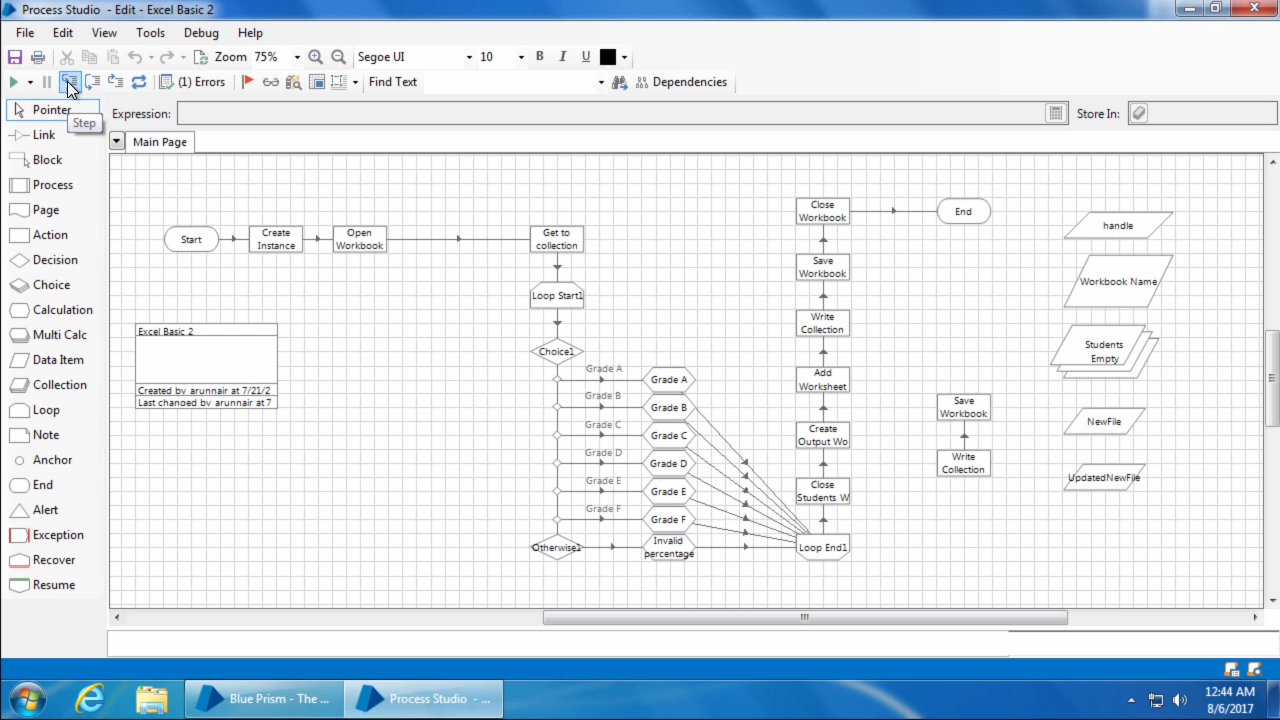 Process Studio - Edit - Excel Basic 2
File Edit View Tools Debug Help
Zoom 75% Segoe UI 10 B I U
(1) Errors Find Text Dependencies
Pointer
Step
Expression: Store In:
Link
Main Page
Block
Process
Page
Action
Decision
Choice
Calculation
Multi Calc
Data Item
Collection
Loop
Note
Anchor
End
Alert
Exception
Recover
Resume
Start
Create
Instance
Open
Workbook
Get to
collection
Loop Start1
Choice1
Grade A
Grade B
Grade C
Grade D
Grade E
Grade F
Otherwise1
Grade A
Grade B
Grade C
Grade D
Grade E
Grade F
Invalid
percentage
Loop End1
Close
Students W
Create
Output Wo
Add
Worksheet
Write
Collection
Save
Workbook
Close
Workbook
End
Save
Workbook
Write
Collection
handle
Workbook Name
Students
Empty
NewFile
UpdatedNewFile
Excel Basic 2
Created by arunnair at 7/21/2
Last changed by arunnair at 7
Blue Prism - The ...
Process Studio - ...
12:44 AM
8/6/2017